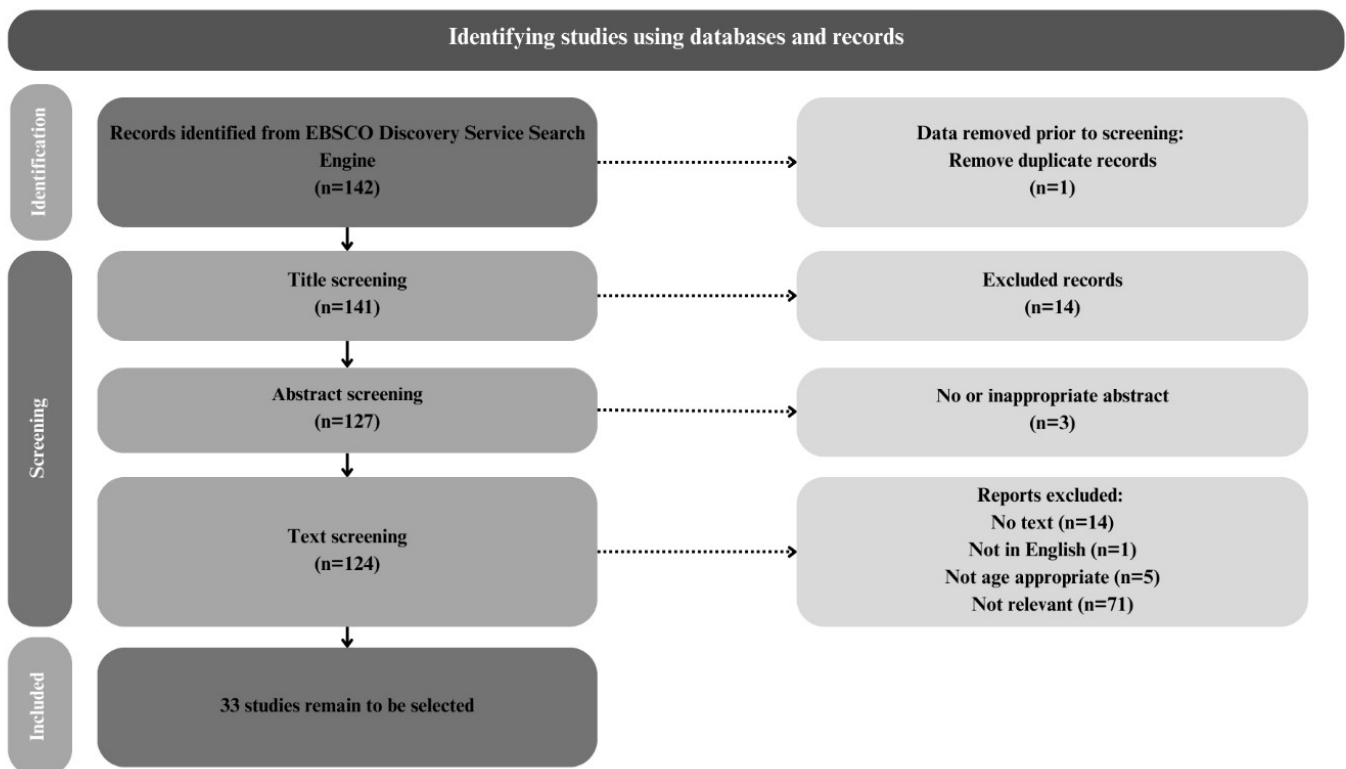 Identifying studies using databases and records
Identification
Records identified from EBSCO Discovery Service Search
Engine
(n=142)
Data removed prior to screening:
Remove duplicate records
(n=1)
Screening
Title screening
(n=141)
Excluded records
(n=14)
Abstract screening
(n=127)
No or inappropriate abstract
(n=3)
Text screening
(n=124)
Reports excluded:
No text (n=14)
Not in English (n=1)
Not age appropriate (n=5)
Not relevant (n=71)
Included
33 studies remain to be selected